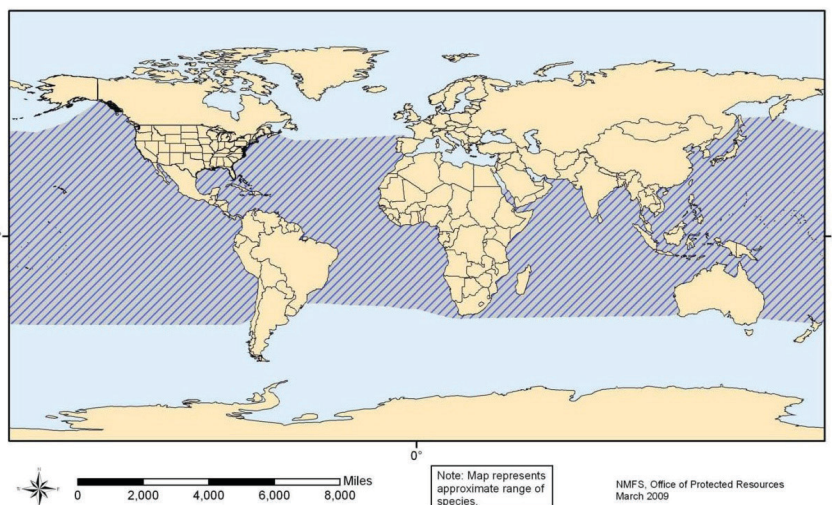 0°
Miles
0 2,000 4,000 6,000 8,000
Note: Map represents
approximate range of
species.
NMFS, Office of Protected Resources
March 2009